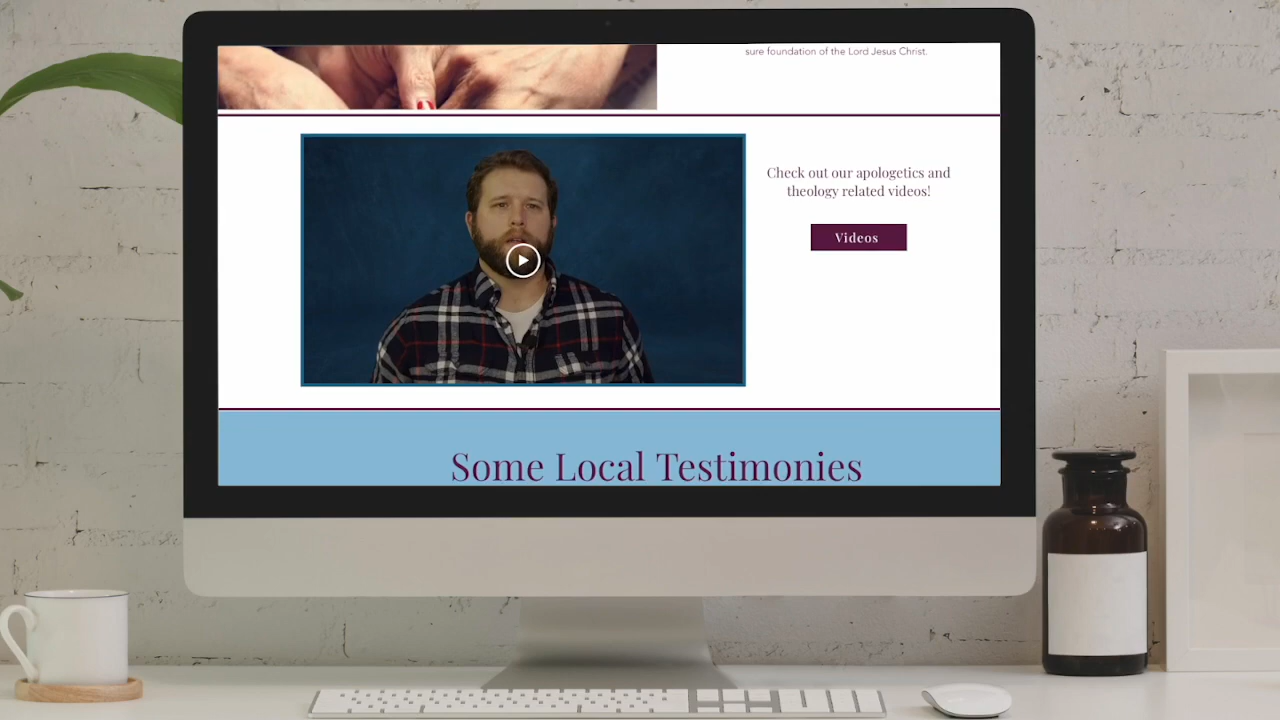 sure foundation of the Lord Jesus Christ.
Check out our apologetics and
theology related videos!
Videos
Some Local Testimonies